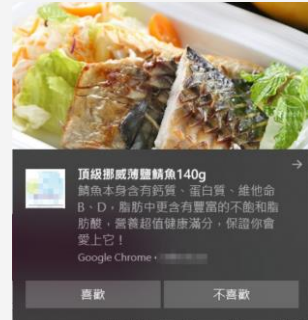 頂級挪威薄鹽鯖魚140g
鯖魚本身含有鈣質、蛋白質、維他命
B、D，脂肪中更含有豐富的不飽和脂
肪酸，營養超值健康滿分，保證你會
愛上它！
Google Chrome •
喜歡
不喜歡